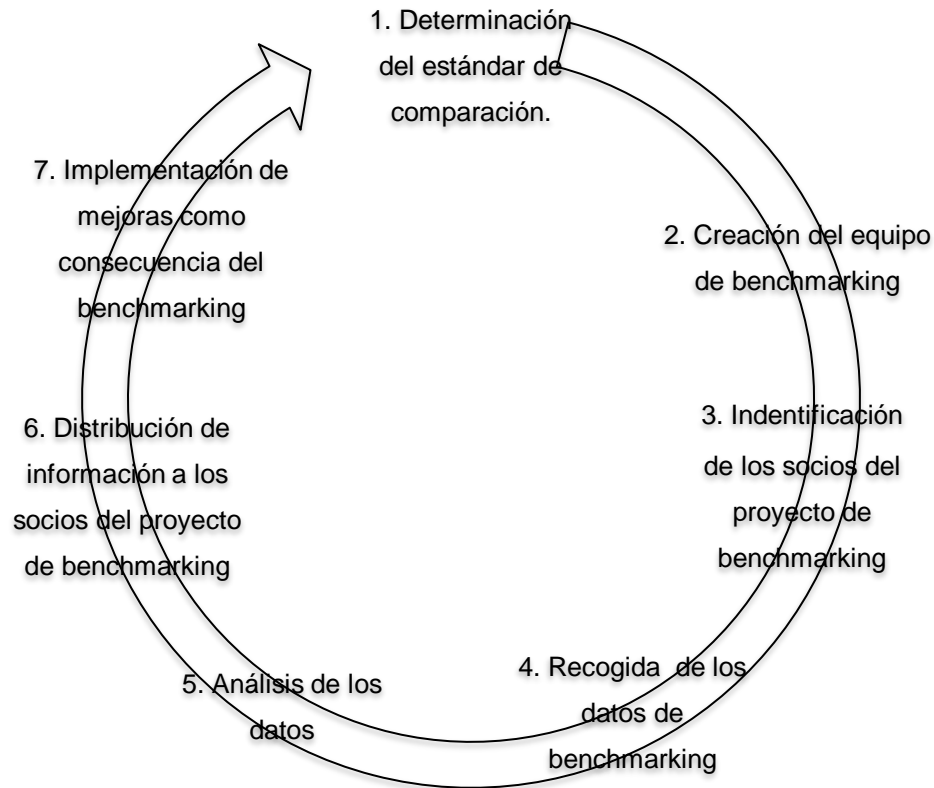 1. Determinación
del estándar de
comparación.
2. Creación del equipo
de benchmarking
3. Indentificación
de los socios del
proyecto de
benchmarking
4. Recogida de los
datos de
benchmarking
5. Análisis de los
datos
6. Distribución de
información a los
socios del proyecto
de benchmarking
7. Implementación de
mejoras como
consecuencia del
benchmarking